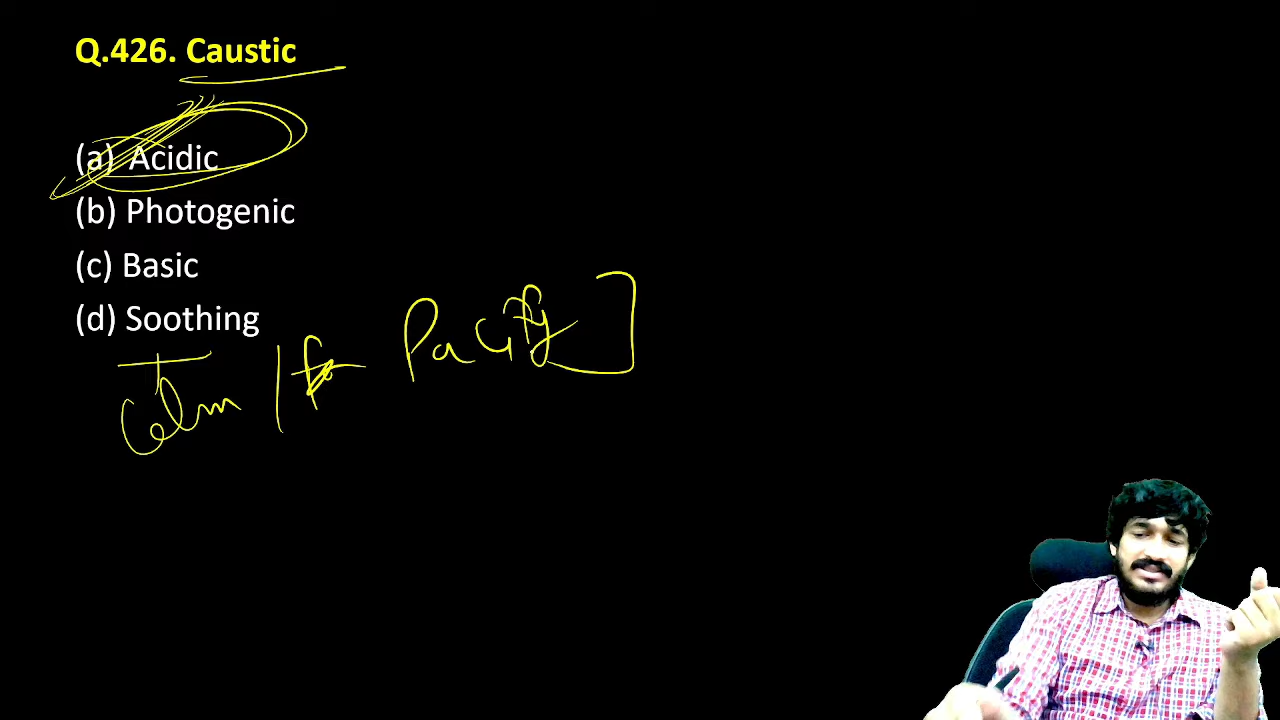 Q.426. Caustic
(a) Acidic
(b) Photogenic
(c) Basic
(d) Soothing
Calm / Pacify ]